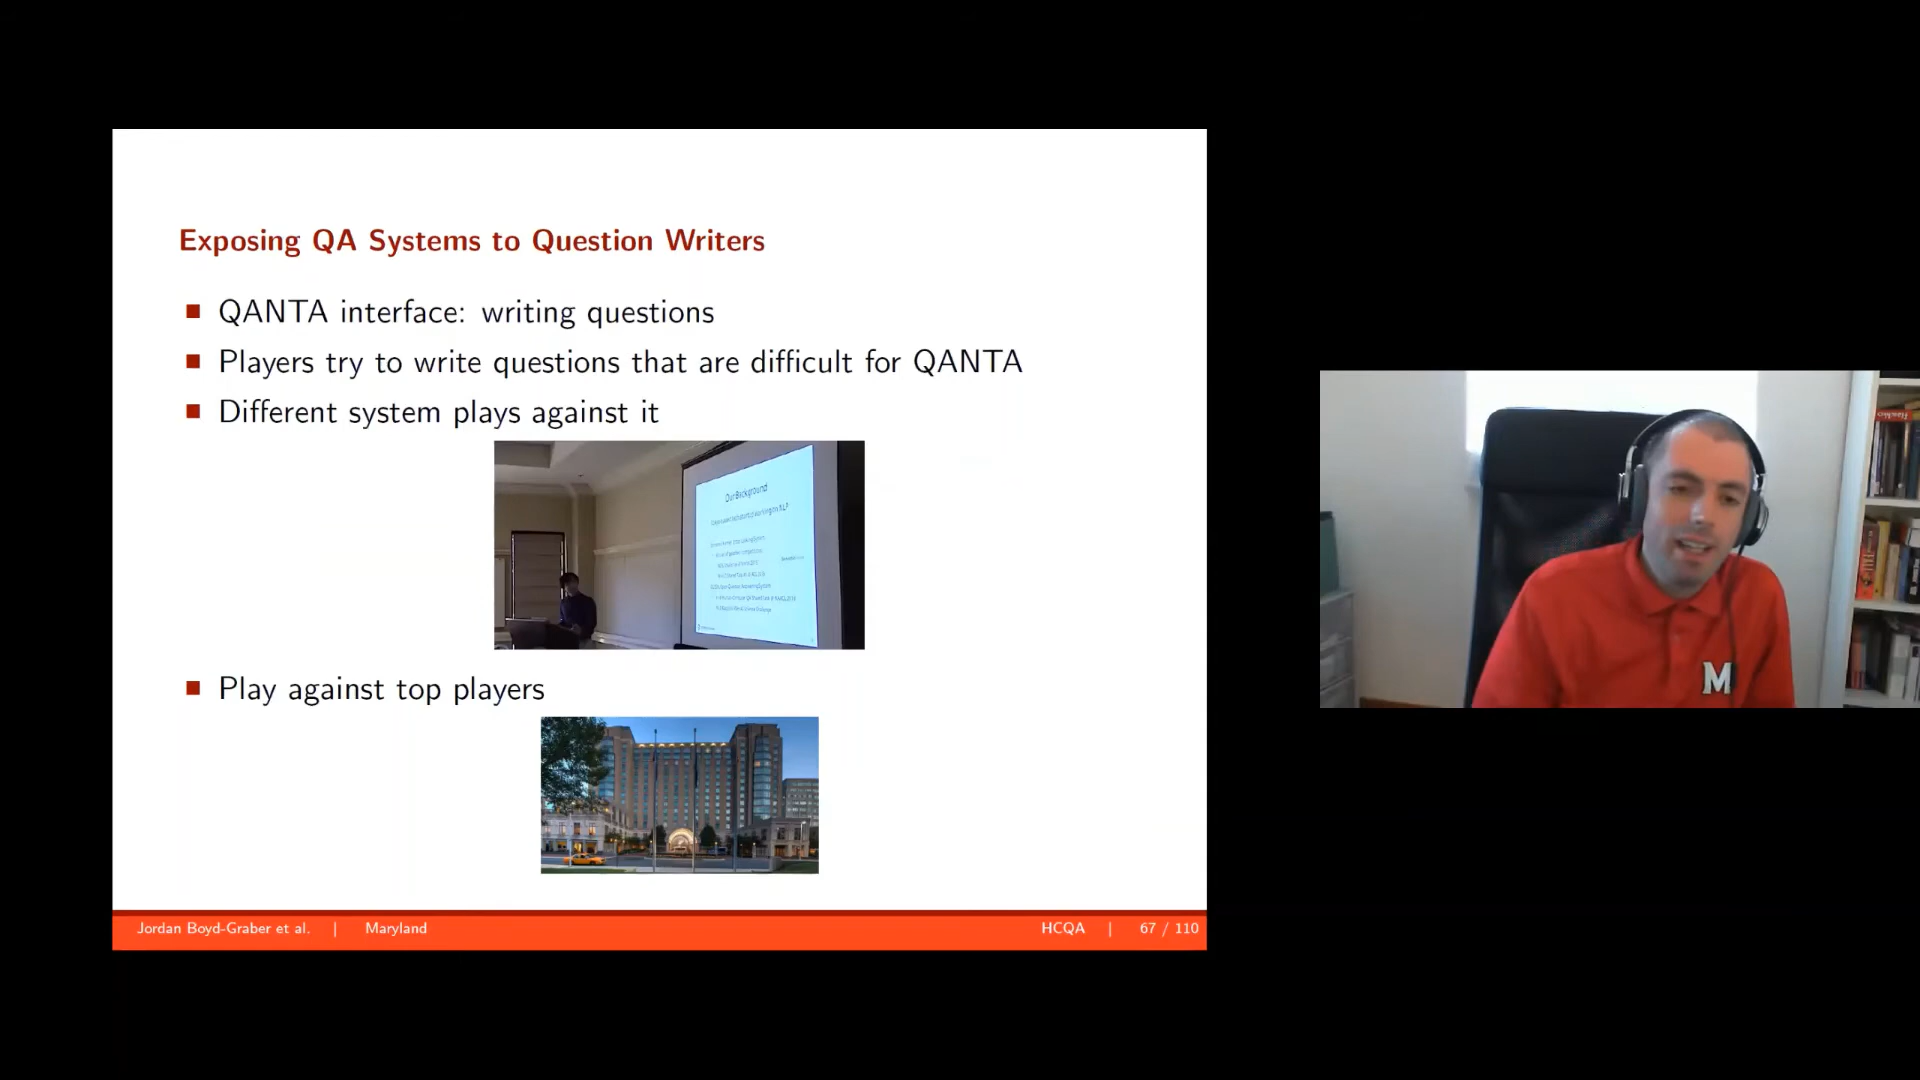 Exposing QA Systems to Question Writers
QANTA interface: writing questions
Players try to write questions that are difficult for QANTA
Different system plays against it
Our Background
Play against top players
Jordan Boyd-Graber et al. | Maryland HCQA | 67 / 110
M